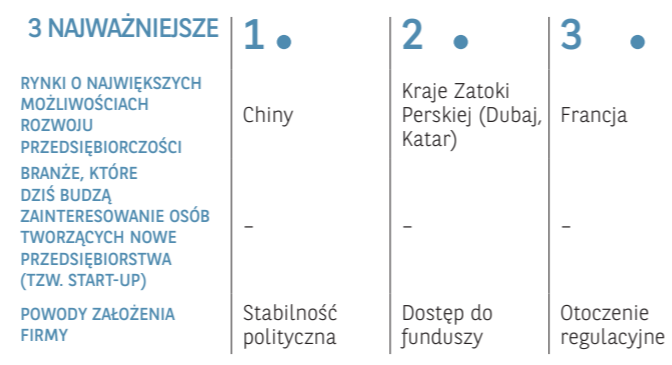 3 NAJWAŻNIEJSZE
1 •
2 •
3 •
RYNKI O NAJWIĘKSZYCH
MOŻLIWOŚCIACH
ROZWOJU
PRZEDSIĘBIORCZOŚCI
Chiny
Kraje Zatoki
Perskiej (Dubaj,
Katar)
Francja
BRANŻE, KTÓRE
DZIŚ BUDZĄ
ZAINTERESOWANIE OSÓB
TWORZĄCYCH NOWE
PRZEDSIĘBIORSTWA
(TZW. START-UP)
–
–
–
POWODY ZAŁOŻENIA
FIRMY
Stabilność
polityczna
Dostęp do
funduszy
Otoczenie
regulacyjne